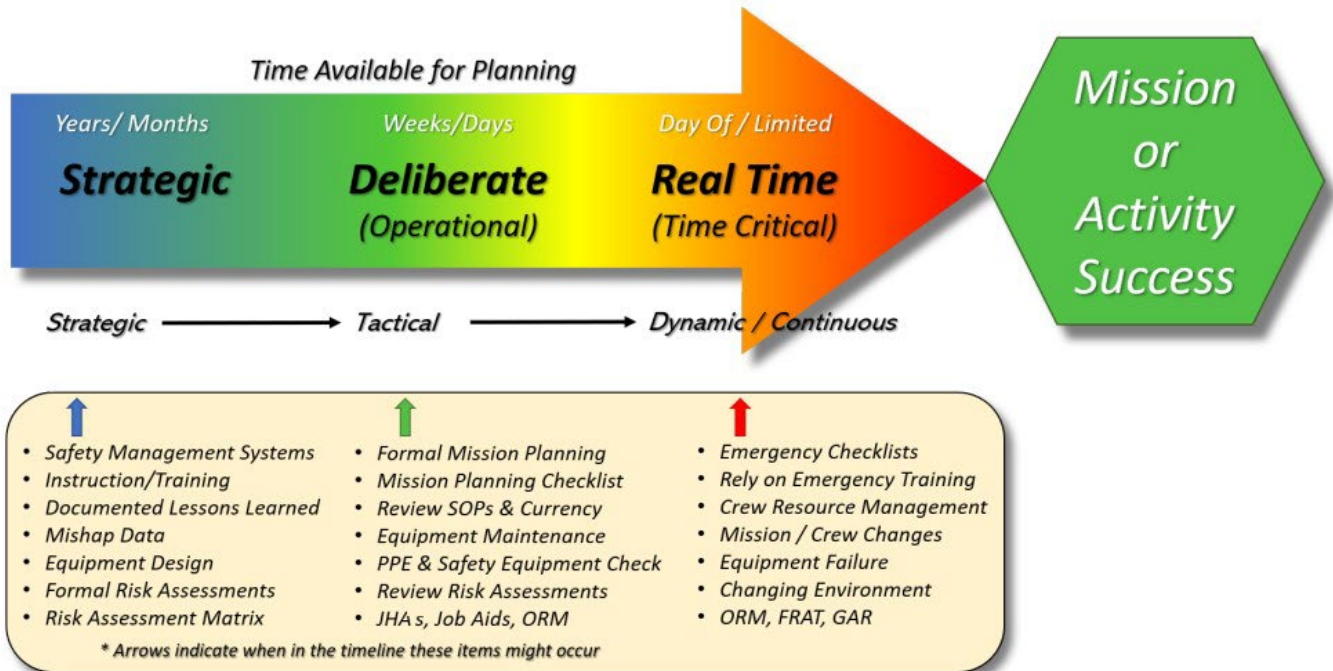 Time Available for Planning
Years/ Months
Strategic
Weeks/Days
Deliberate
(Operational)
Day Of / Limited
Real Time
(Time Critical)
Mission
or
Activity
Success
Strategic
Tactical
Dynamic / Continuous
• Safety Management Systems
• Instruction/Training
• Documented Lessons Learned
• Mishap Data
• Equipment Design
• Formal Risk Assessments
• Risk Assessment Matrix
• Formal Mission Planning
• Mission Planning Checklist
• Review SOPs & Currency
• Equipment Maintenance
• PPE & Safety Equipment Check
• Review Risk Assessments
• JHAs, Job Aids, ORM
• Emergency Checklists
• Rely on Emergency Training
• Crew Resource Management
• Mission / Crew Changes
• Equipment Failure
• Changing Environment
• ORM, FRAT, GAR
* Arrows indicate when in the timeline these items might occur